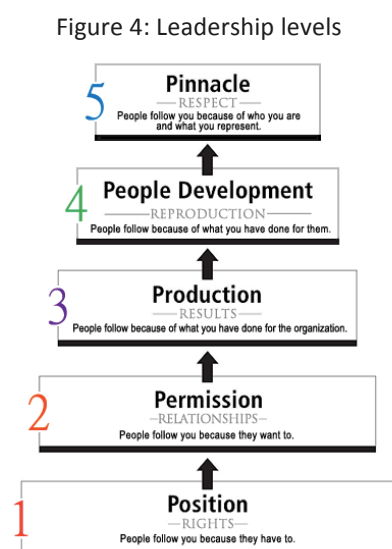 Figure 4: Leadership levels
5
Pinnacle
RESPECT
People follow you because of who you are
and what you represent.
4
People Development
REPRODUCTION
People follow because of what you have done for them.
3
Production
RESULTS
People follow because of what you have done for the organization.
2
Permission
RELATIONSHIPS
People follow you because they want to.
1
Position
RIGHTS
People follow you because they have to.